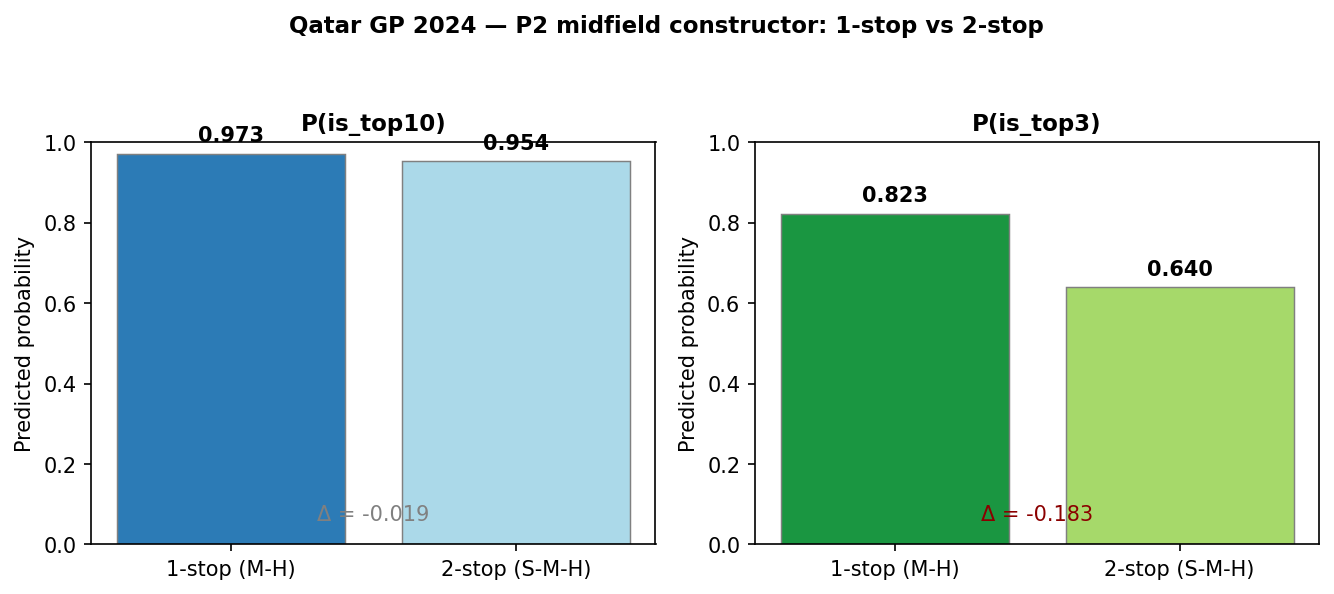 Qatar GP 2024 — P2 midfield constructor: 1-stop vs 2-stop
P(is_top10)
Predicted probability
1.0
0.8
0.6
0.4
0.2
0.0
0.973
0.954
Δ = -0.019
1-stop (M-H)
2-stop (S-M-H)
P(is_top3)
Predicted probability
1.0
0.8
0.6
0.4
0.2
0.0
0.823
0.640
Δ = -0.183
1-stop (M-H)
2-stop (S-M-H)